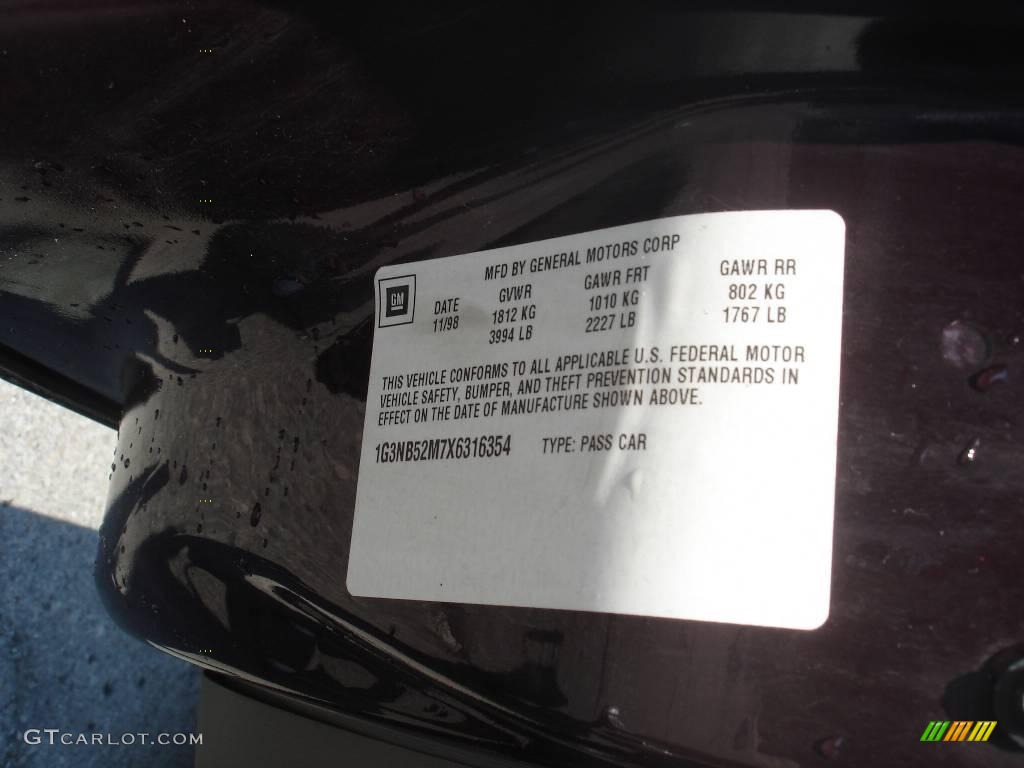 MFD BY GENERAL MOTORS CORP
GM
DATE GVWR GAWR FRT GAWR RR
11/98 1812 KG 1010 KG 802 KG
3994 LB 2227 LB 1767 LB
THIS VEHICLE CONFORMS TO ALL APPLICABLE U.S. FEDERAL MOTOR
VEHICLE SAFETY, BUMPER, AND THEFT PREVENTION STANDARDS IN
EFFECT ON THE DATE OF MANUFACTURE SHOWN ABOVE.
1G3NB52M7X6316354 TYPE: PASS CAR
GTCARLOT.COM